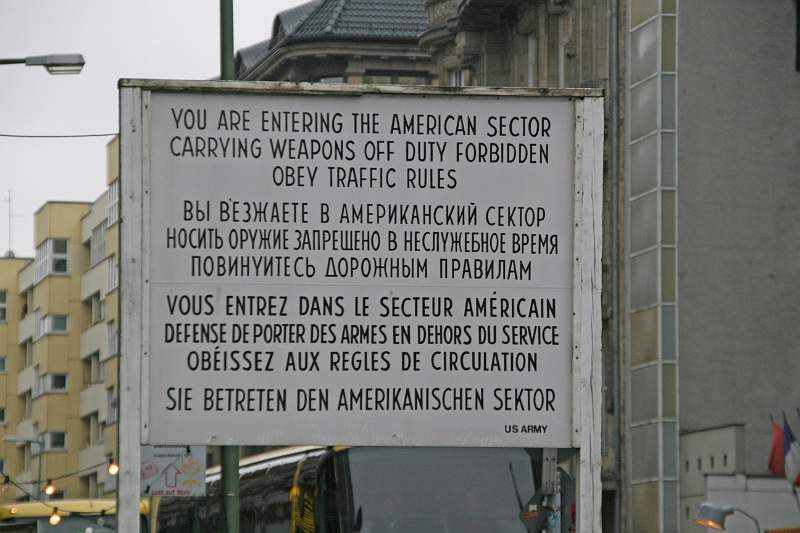 YOU ARE ENTERING THE AMERICAN SECTOR
CARRYING WEAPONS OFF DUTY FORBIDDEN
OBEY TRAFFIC RULES
ВЫ ВЪЕЗЖАЕТЕ В АМЕРИКАНСКИЙ СЕКТОР
НОСИТЬ ОРУЖИЕ ЗАПРЕЩЕНО В НЕСЛУЖЕБНОЕ ВРЕМЯ
ПОВИНУИТЕСЬ ДОРОЖНЫМ ПРАВИЛАМ
VOUS ENTREZ DANS LE SECTEUR AMÉRICAIN
DEFENSE DE PORTER DES ARMES EN DEHORS DU SERVICE
OBÉISSEZ AUX REGLES DE CIRCULATION
SIE BETRETEN DEN AMERIKANISCHEN SEKTOR
US ARMY